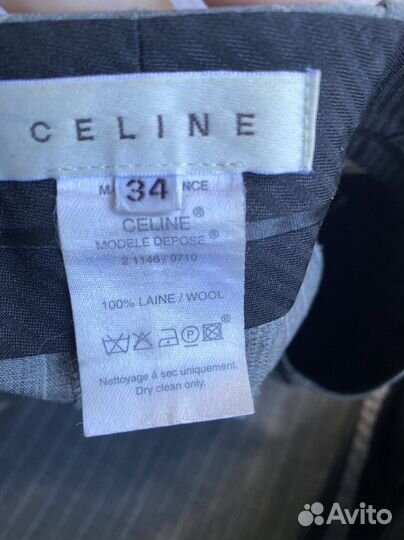 CELINE
MA 34 NCE
CELINE®
MODELE DEPOSE®
2 1146 / 0710
100% LAINE / WOOL
P
Nettoyage à sec uniquement.
Dry clean only.
Avito